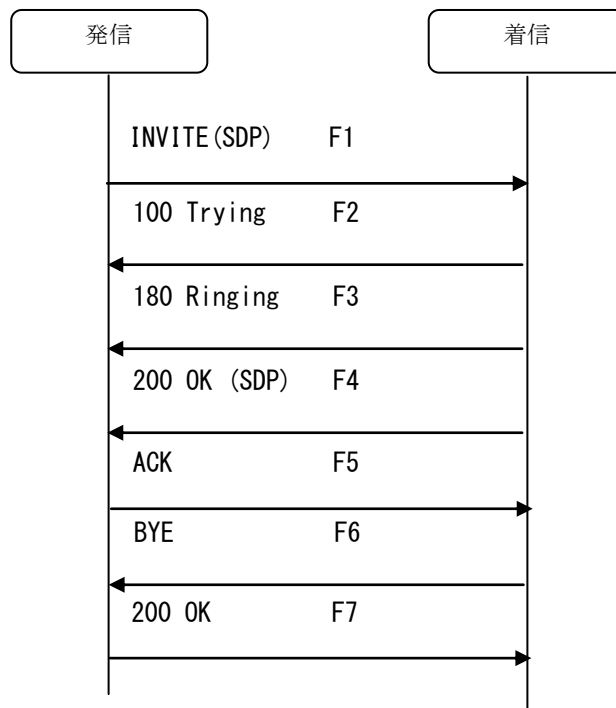 発信
着信
INVITE(SDP) F1
100 Trying F2
180 Ringing F3
200 OK (SDP) F4
ACK F5
BYE F6
200 OK F7